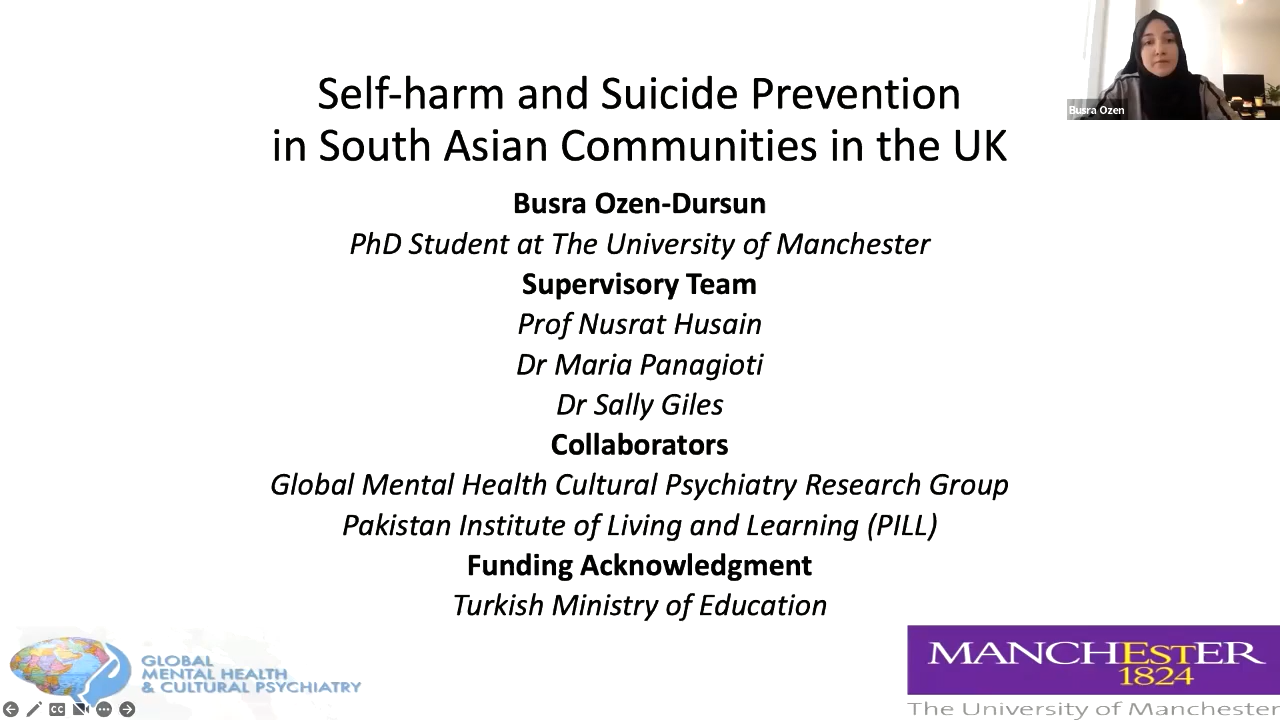 Self-harm and Suicide Prevention
in South Asian Communities in the UK
Busra Ozen
Busra Ozen-Dursun
PhD Student at The University of Manchester
Supervisory Team
Prof Nusrat Husain
Dr Maria Panagioti
Dr Sally Giles
Collaborators
Global Mental Health Cultural Psychiatry Research Group
Pakistan Institute of Living and Learning (PILL)
Funding Acknowledgment
Turkish Ministry of Education
GLOBAL
MENTAL HEALTH
& CULTURAL PSYCHIATRY
MANCHESTER
1824
The University of Manchester
CC